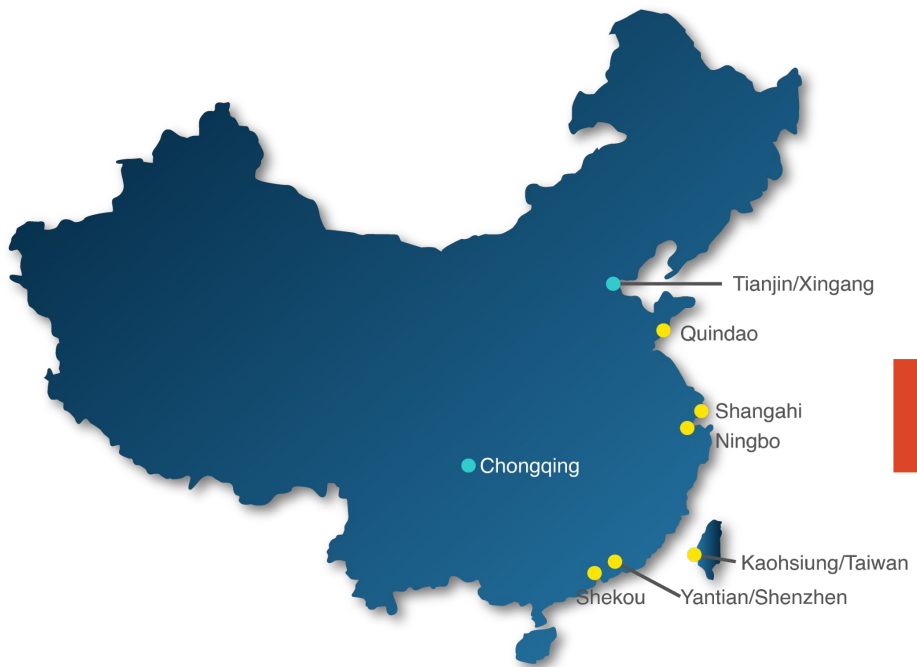 Tianjin/Xingang
Quindao
Shangahi
Ningbo
Chongqing
Kaohsiung/Taiwan
Shekou
Yantian/Shenzhen